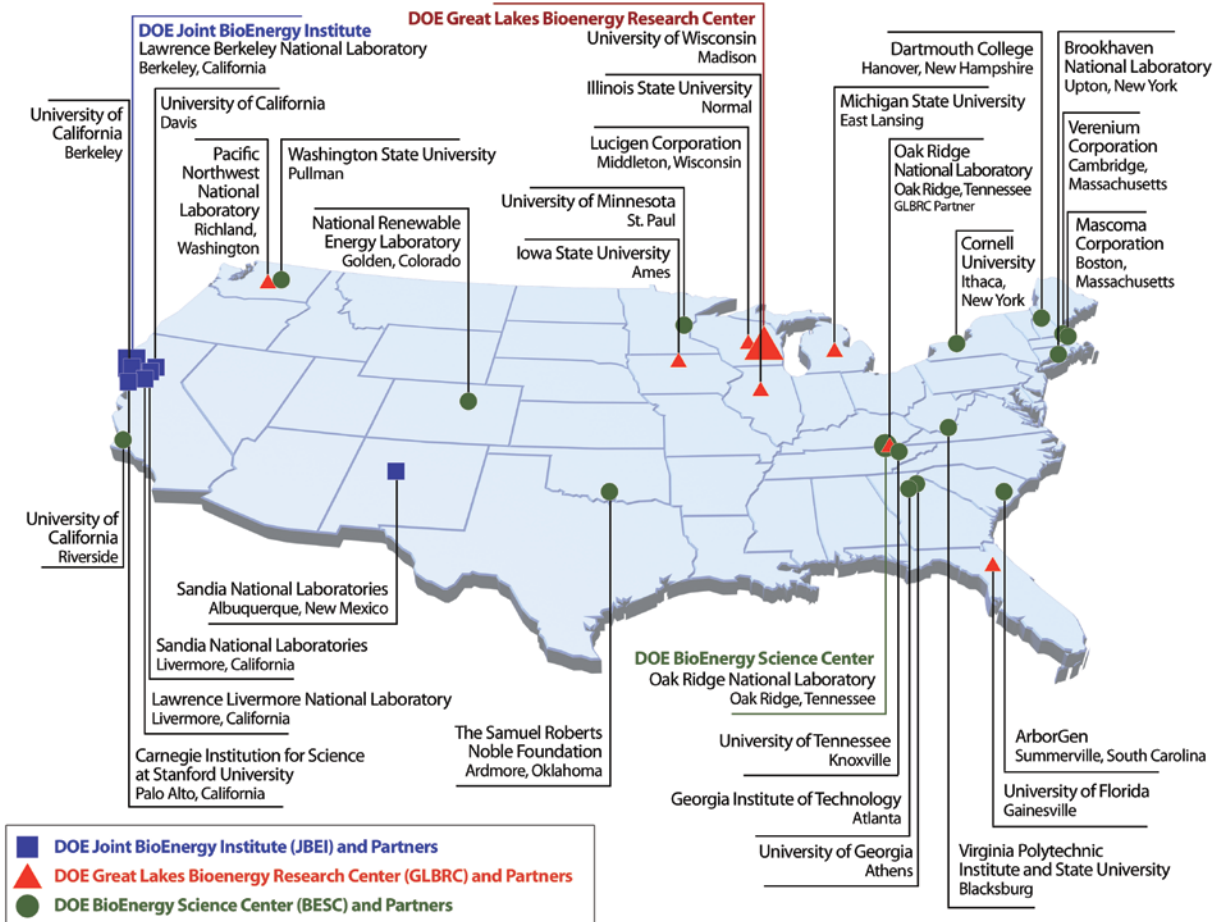 DOE Joint BioEnergy Institute
Lawrence Berkeley National Laboratory
Berkeley, California
DOE Great Lakes Bioenergy Research Center
University of Wisconsin
Madison
Dartmouth College
Hanover, New Hampshire
Brookhaven
National Laboratory
Upton, New York
University of
California
Berkeley
University of California
Davis
Illinois State University
Normal
Michigan State University
East Lansing
Pacific
Northwest
National
Laboratory
Richland,
Washington
Washington State University
Pullman
Lucigen Corporation
Middleton, Wisconsin
Oak Ridge
National Laboratory
Oak Ridge, Tennessee
GLBRC Partner
Verenium
Corporation
Cambridge,
Massachusetts
National Renewable
Energy Laboratory
Golden, Colorado
University of Minnesota
St. Paul
Iowa State University
Ames
Cornell
University
Ithaca,
New York
Mascoma
Corporation
Boston,
Massachusetts
University of
California
Riverside
Sandia National Laboratories
Albuquerque, New Mexico
Sandia National Laboratories
Livermore, California
Lawrence Livermore National Laboratory
Livermore, California
Carnegie Institution for Science
at Stanford University
Palo Alto, California
The Samuel Roberts
Noble Foundation
Ardmore, Oklahoma
DOE BioEnergy Science Center
Oak Ridge National Laboratory
Oak Ridge, Tennessee
University of Tennessee
Knoxville
Georgia Institute of Technology
Atlanta
University of Georgia
Athens
ArborGen
Summerville, South Carolina
University of Florida
Gainesville
Virginia Polytechnic
Institute and State University
Blacksburg
DOE Joint BioEnergy Institute (JBEI) and Partners
DOE Great Lakes Bioenergy Research Center (GLBRC) and Partners
DOE BioEnergy Science Center (BESC) and Partners